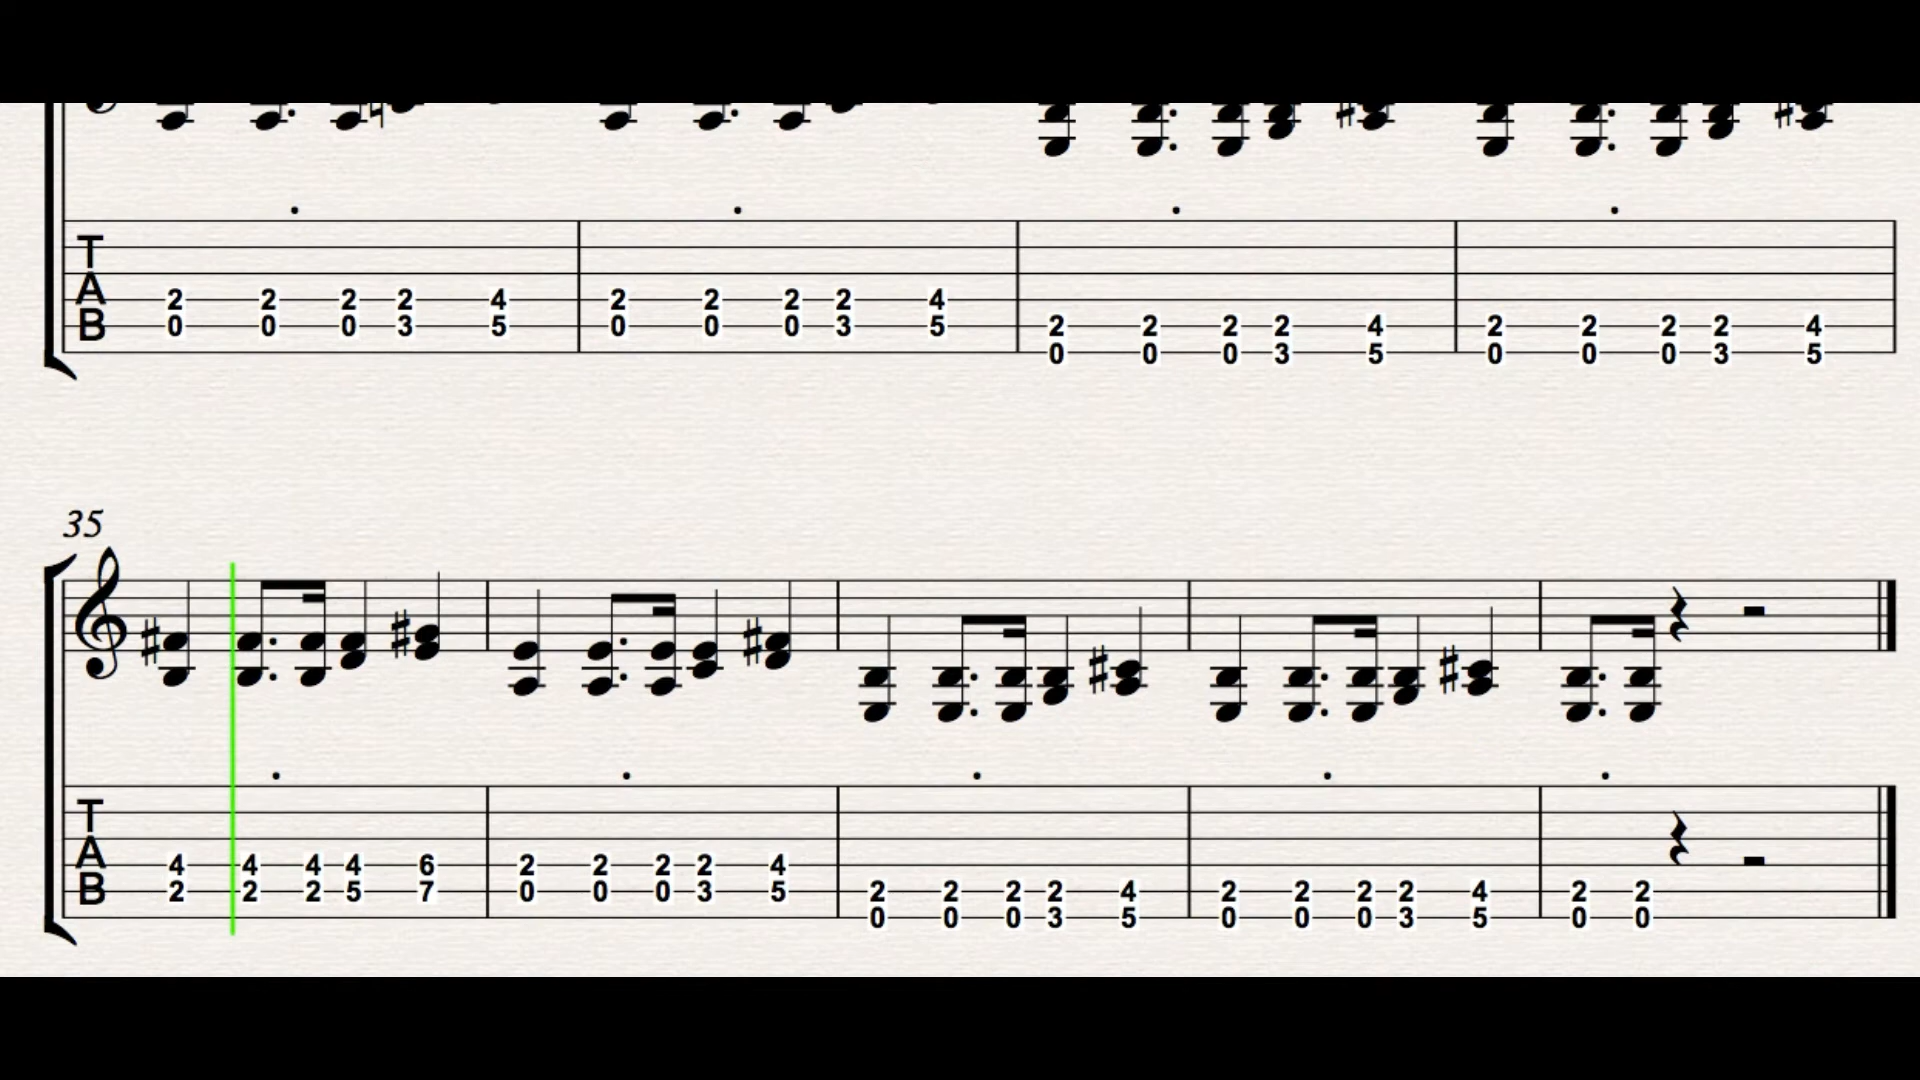 T 2 2 2 2 4 2 2 2 2 4
A
B 0 0 0 3 5 0 0 0 3 5 2 2 2 2 4 2 2 2 2 4
0 0 0 3 5 0 0 0 3 5
35
T
A 4 4 4 4 6 2 2 2 2 4
B 2 2 2 5 7 0 0 0 3 5 2 2 2 2 4 2 2 2 2 4 2 2
0 0 0 3 5 0 0 0 3 5 0 0